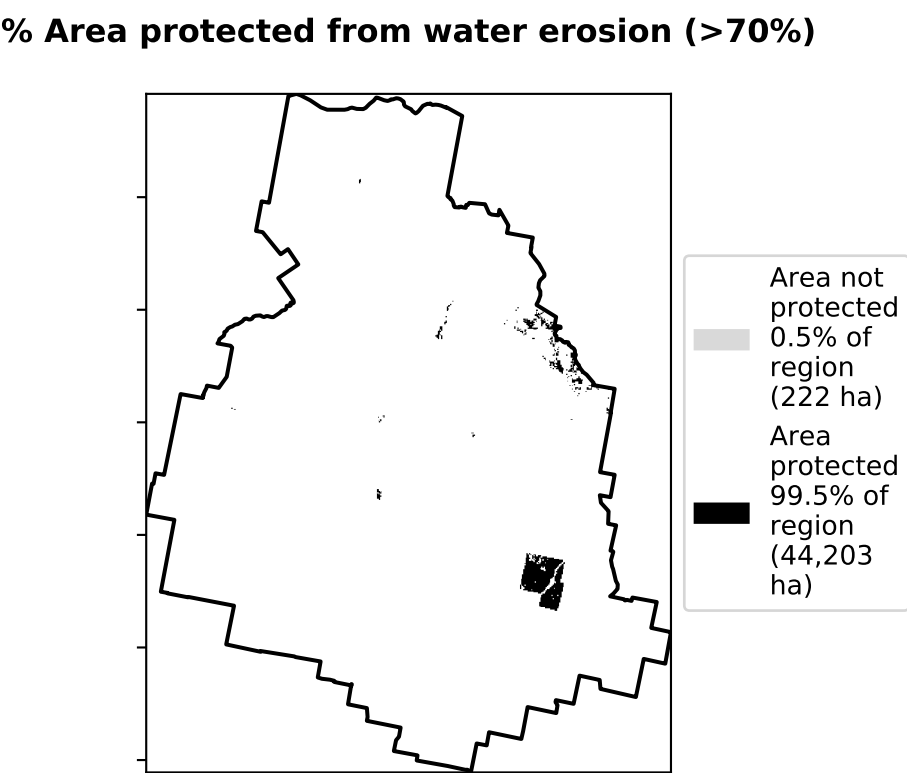 % Area protected from water erosion (>70%)
Area not
protected
0.5% of
region
(222 ha)
Area
protected
99.5% of
region
(44,203
ha)